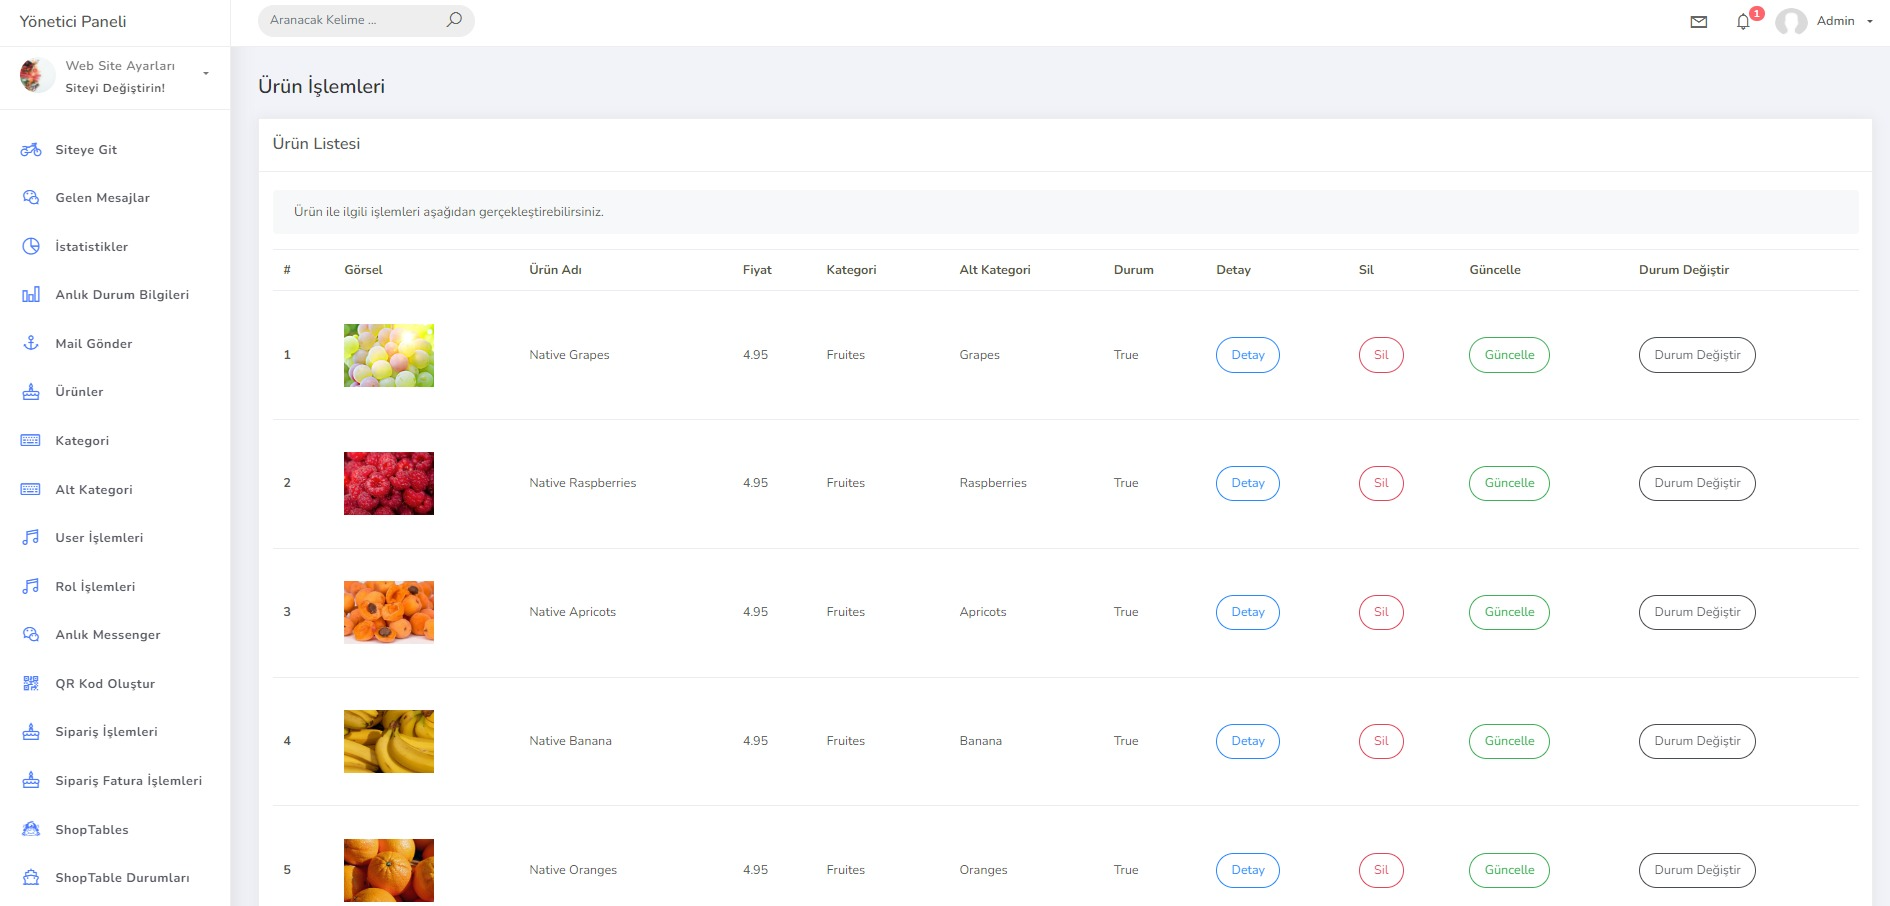 Yönetici Paneli
Aranacak Kelime ...
1
Admin
Web Site Ayarları
Siteyi Değiştirin!
Siteye Git
Gelen Mesajlar
İstatistikler
Anlık Durum Bilgileri
Mail Gönder
Ürünler
Kategori
Alt Kategori
User İşlemleri
Rol İşlemleri
Anlık Messenger
QR Kod Oluştur
Sipariş İşlemleri
Sipariş Fatura İşlemleri
ShopTables
ShopTable Durumları
Ürün İşlemleri
Ürün Listesi
Ürün ile ilgili işlemleri aşağıdan gerçekleştirebilirsiniz.
# Görsel Ürün Adı Fiyat Kategori Alt Kategori Durum Detay Sil Güncelle Durum Değiştir
1 Native Grapes 4.95 Fruites Grapes True Detay Sil Güncelle Durum Değiştir
2 Native Raspberries 4.95 Fruites Raspberries True Detay Sil Güncelle Durum Değiştir
3 Native Apricots 4.95 Fruites Apricots True Detay Sil Güncelle Durum Değiştir
4 Native Banana 4.95 Fruites Banana True Detay Sil Güncelle Durum Değiştir
5 Native Oranges 4.95 Fruites Oranges True Detay Sil Güncelle Durum Değiştir